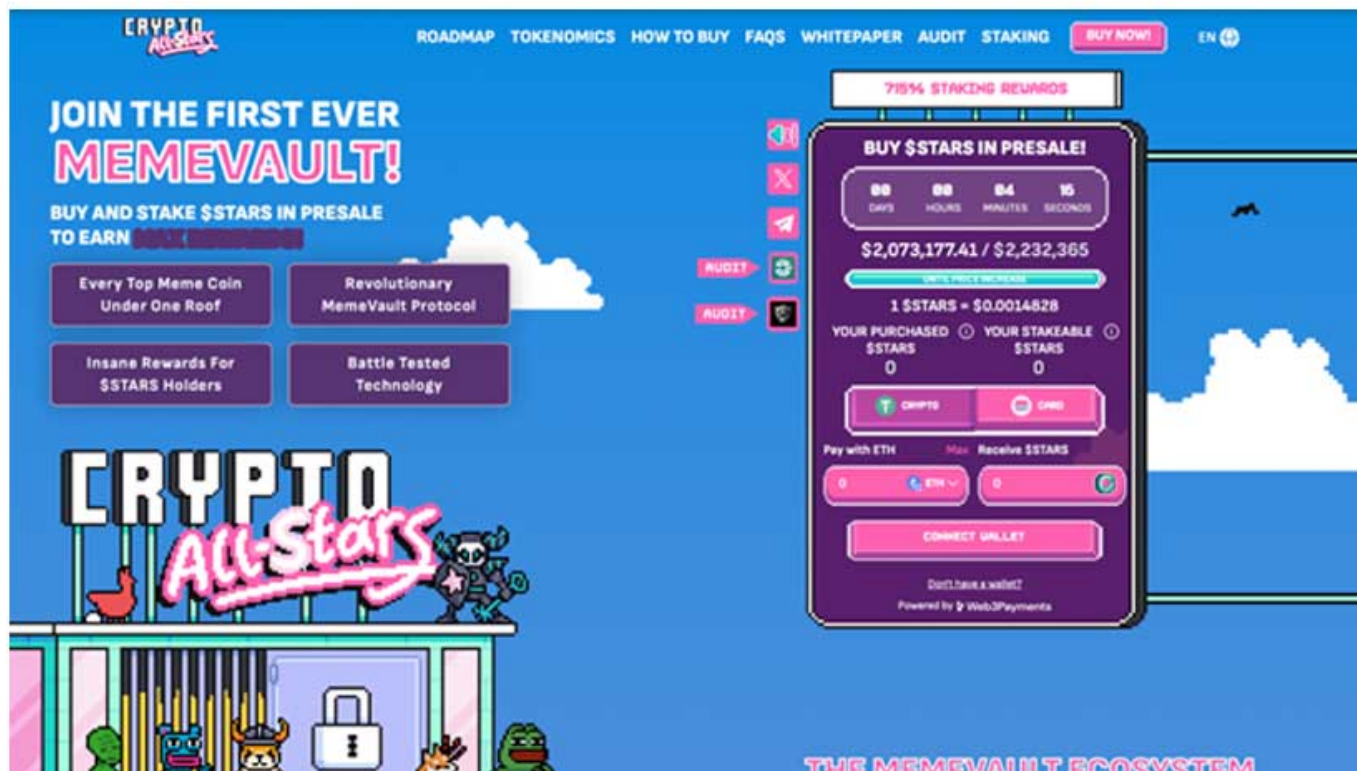 CRYPTO
All-Stars
ROADMAP TOKENOMICS HOW TO BUY FAQS WHITEPAPER AUDIT STAKING BUY NOW! EN
JOIN THE FIRST EVER
MEMEVAULT!
BUY AND STAKE $STARS IN PRESALE
TO EARN
Every Top Meme Coin
Under One Roof
Revolutionary
MemeVault Protocol
Insane Rewards For
$STARS Holders
Battle Tested
Technology
CRYPTO
All-Stars
AUDIT
AUDIT
715% STAKING REWARDS
BUY $STARS IN PRESALE!
00 00 04 15
DAYS HOURS MINUTES SECONDS
$2,073,177.41 / $2,232,365
UNTIL PRICE INCREASE
1 $STARS = $0.0014828
YOUR PURCHASED
$STARS
0
YOUR STAKEABLE
$STARS
0
CRYPTO CARD
Pay with ETH Max Receive $STARS
0 ETH 0
CONNECT WALLET
Don't have a wallet?
Powered by Web3Payments
THE MEMEVAULT ECOSYSTEM